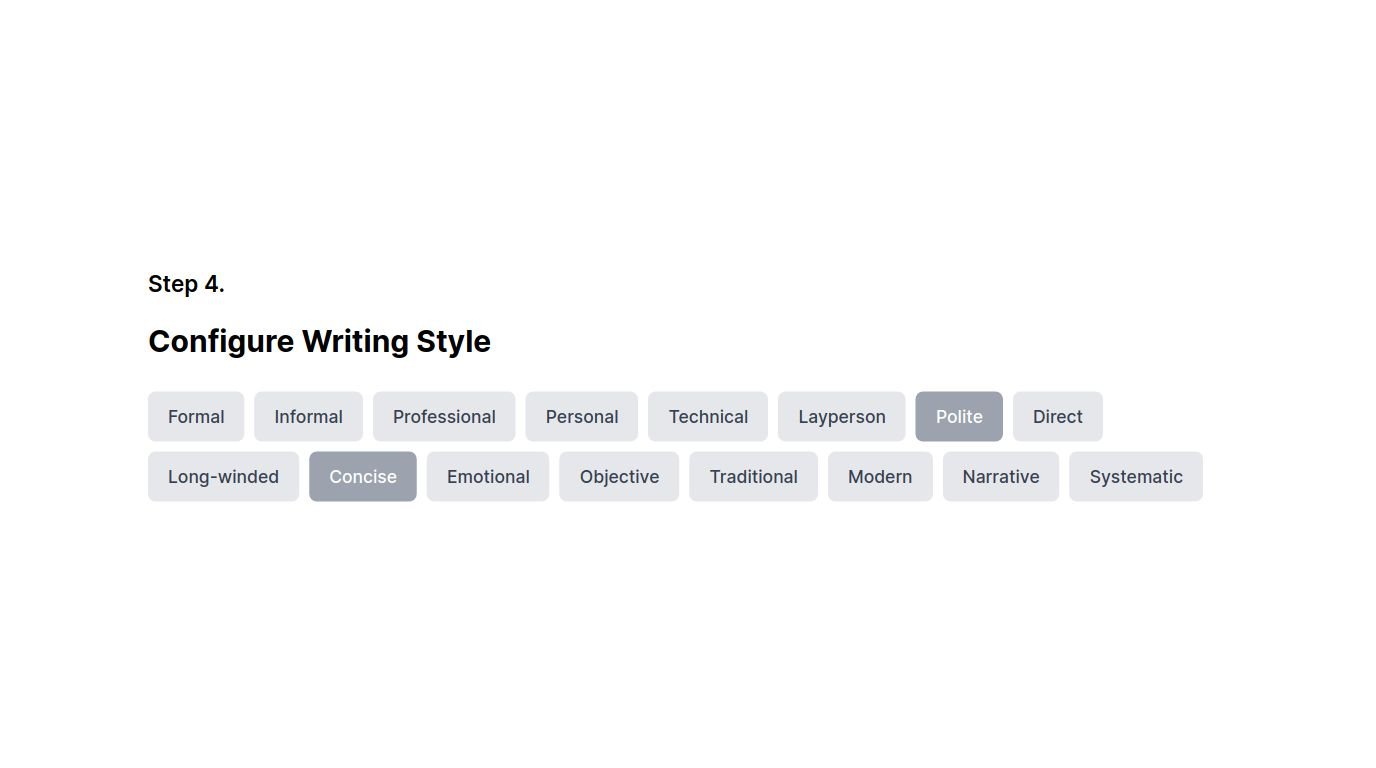 Step 4.
Configure Writing Style
Formal Informal Professional Personal Technical Layperson Polite Direct
Long-winded Concise Emotional Objective Traditional Modern Narrative Systematic